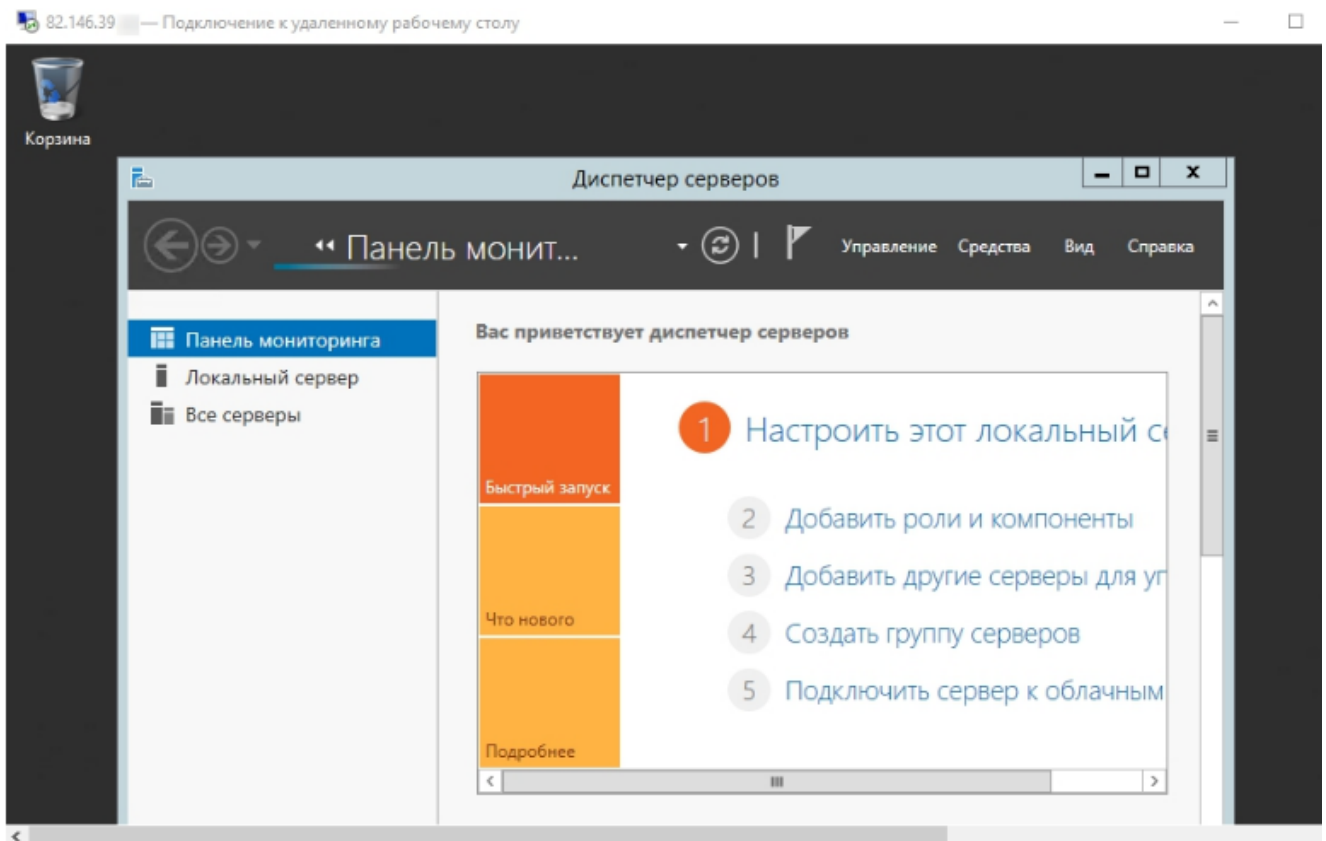 82.146.39 — Подключение к удаленному рабочему столу
Корзина
Диспетчер серверов
Панель монит...
Управление Средства Вид Справка
Панель мониторинга
Локальный сервер
Все серверы
Вас приветствует диспетчер серверов
Быстрый запуск
Что нового
Подробнее
1 Настроить этот локальный
2 Добавить роли и компоненты
3 Добавить другие серверы для
4 Создать группу серверов
5 Подключить сервер к облачным